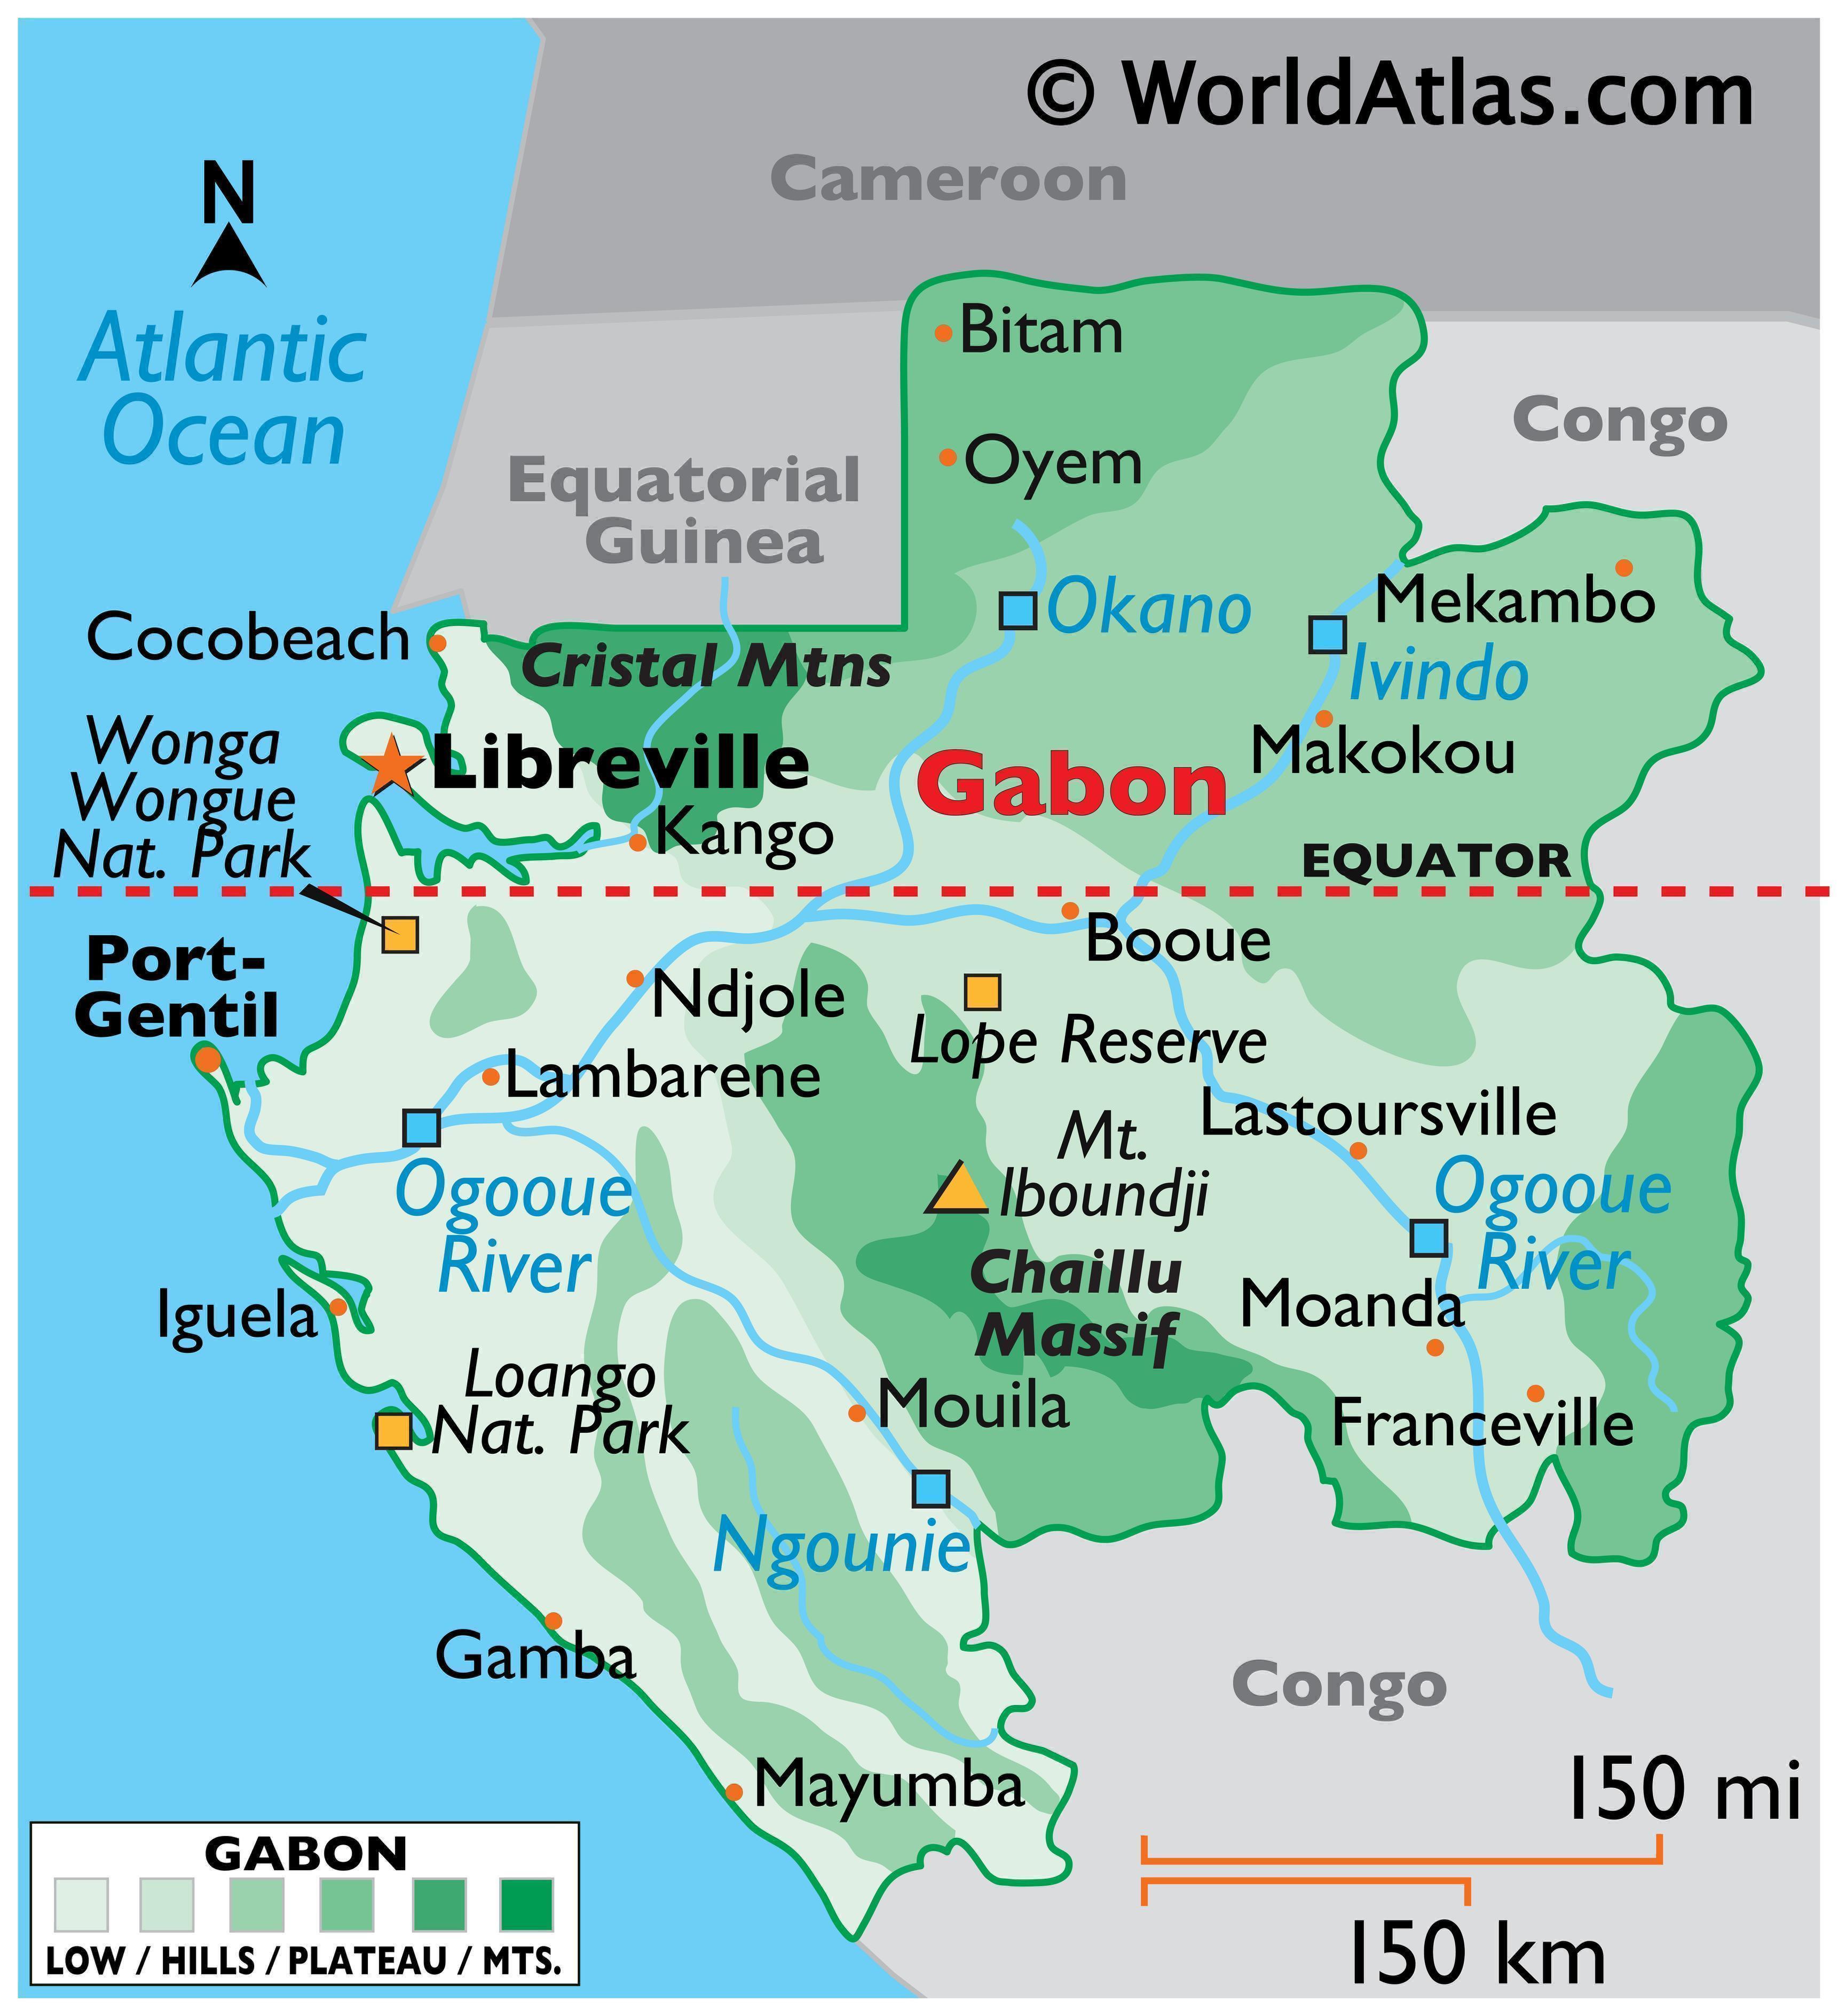 © WorldAtlas.com
Cameroon
N
Atlantic
Ocean
Bitam
Congo
Oyem
Equatorial
Guinea
Okano
Mekambo
Cocobeach
Ivindo
Cristal Mtns
Wonga
Wongue
Nat. Park
Libreville
Gabon
Makokou
Kango
EQUATOR
Port-
Gentil
Booue
Ndjole
Lope Reserve
Lambarene
Lastoursville
Mt.
Iboundji
Ogooue
River
Ogooue
River
Chaillu
Massif
Moanda
Iguela
Loango
Nat. Park
Mouila
Franceville
Ngounie
Gamba
Congo
Mayumba
150 mi
150 km
GABON
LOW / HILLS / PLATEAU / MTS.